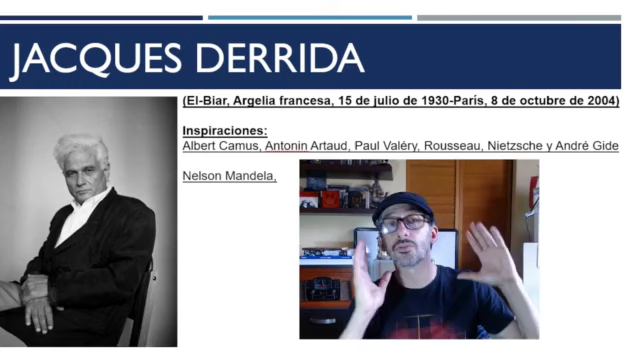 JACQUES DERRIDA
(El-Biar, Argelia francesa, 15 de julio de 1930-París, 8 de octubre de 2004)
Inspiraciones:
Albert Camus, Antonin Artaud, Paul Valéry, Rousseau, Nietzsche y André Gide
Nelson Mandela,